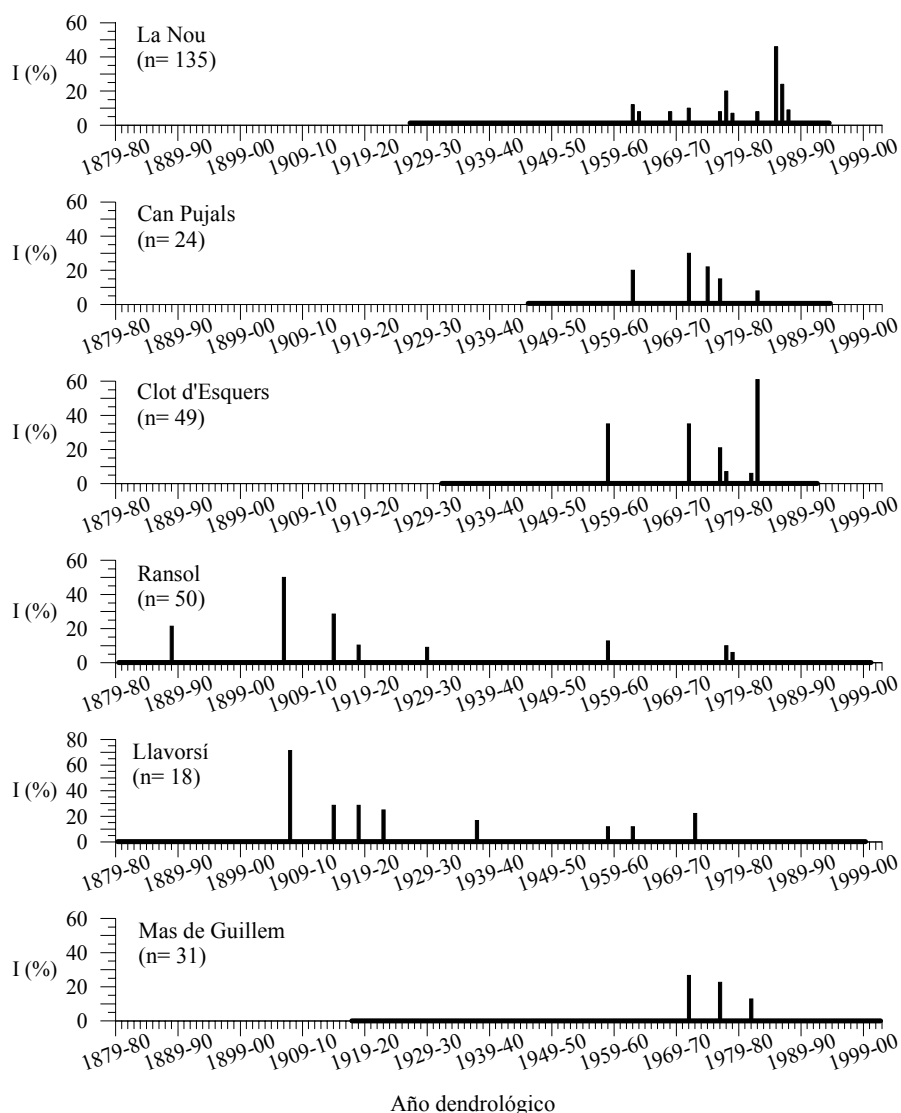 60
La Nou
40
(n= 135)
I (%)
20
0
1879-80 1889-90 1899-00 1909-10 1919-20 1929-30 1939-40 1949-50 1959-60 1969-70 1979-80 1989-90 1999-00
60
Can Pujals
40
(n= 24)
I (%)
20
0
1879-80 1889-90 1899-00 1909-10 1919-20 1929-30 1939-40 1949-50 1959-60 1969-70 1979-80 1989-90 1999-00
60
Clot d'Esquers
40
(n= 49)
I (%)
20
0
1879-80 1889-90 1899-00 1909-10 1919-20 1929-30 1939-40 1949-50 1959-60 1969-70 1979-80 1989-90 1999-00
60
Ransol
40
(n= 50)
I (%)
20
0
1879-80 1889-90 1899-00 1909-10 1919-20 1929-30 1939-40 1949-50 1959-60 1969-70 1979-80 1989-90 1999-00
80
Llavorsí
60
(n= 18)
I (%)
40
20
0
1879-80 1889-90 1899-00 1909-10 1919-20 1929-30 1939-40 1949-50 1959-60 1969-70 1979-80 1989-90 1999-00
60
Mas de Guillem
40
(n= 31)
I (%)
20
0
1879-80 1889-90 1899-00 1909-10 1919-20 1929-30 1939-40 1949-50 1959-60 1969-70 1979-80 1989-90 1999-00
Año dendrológico